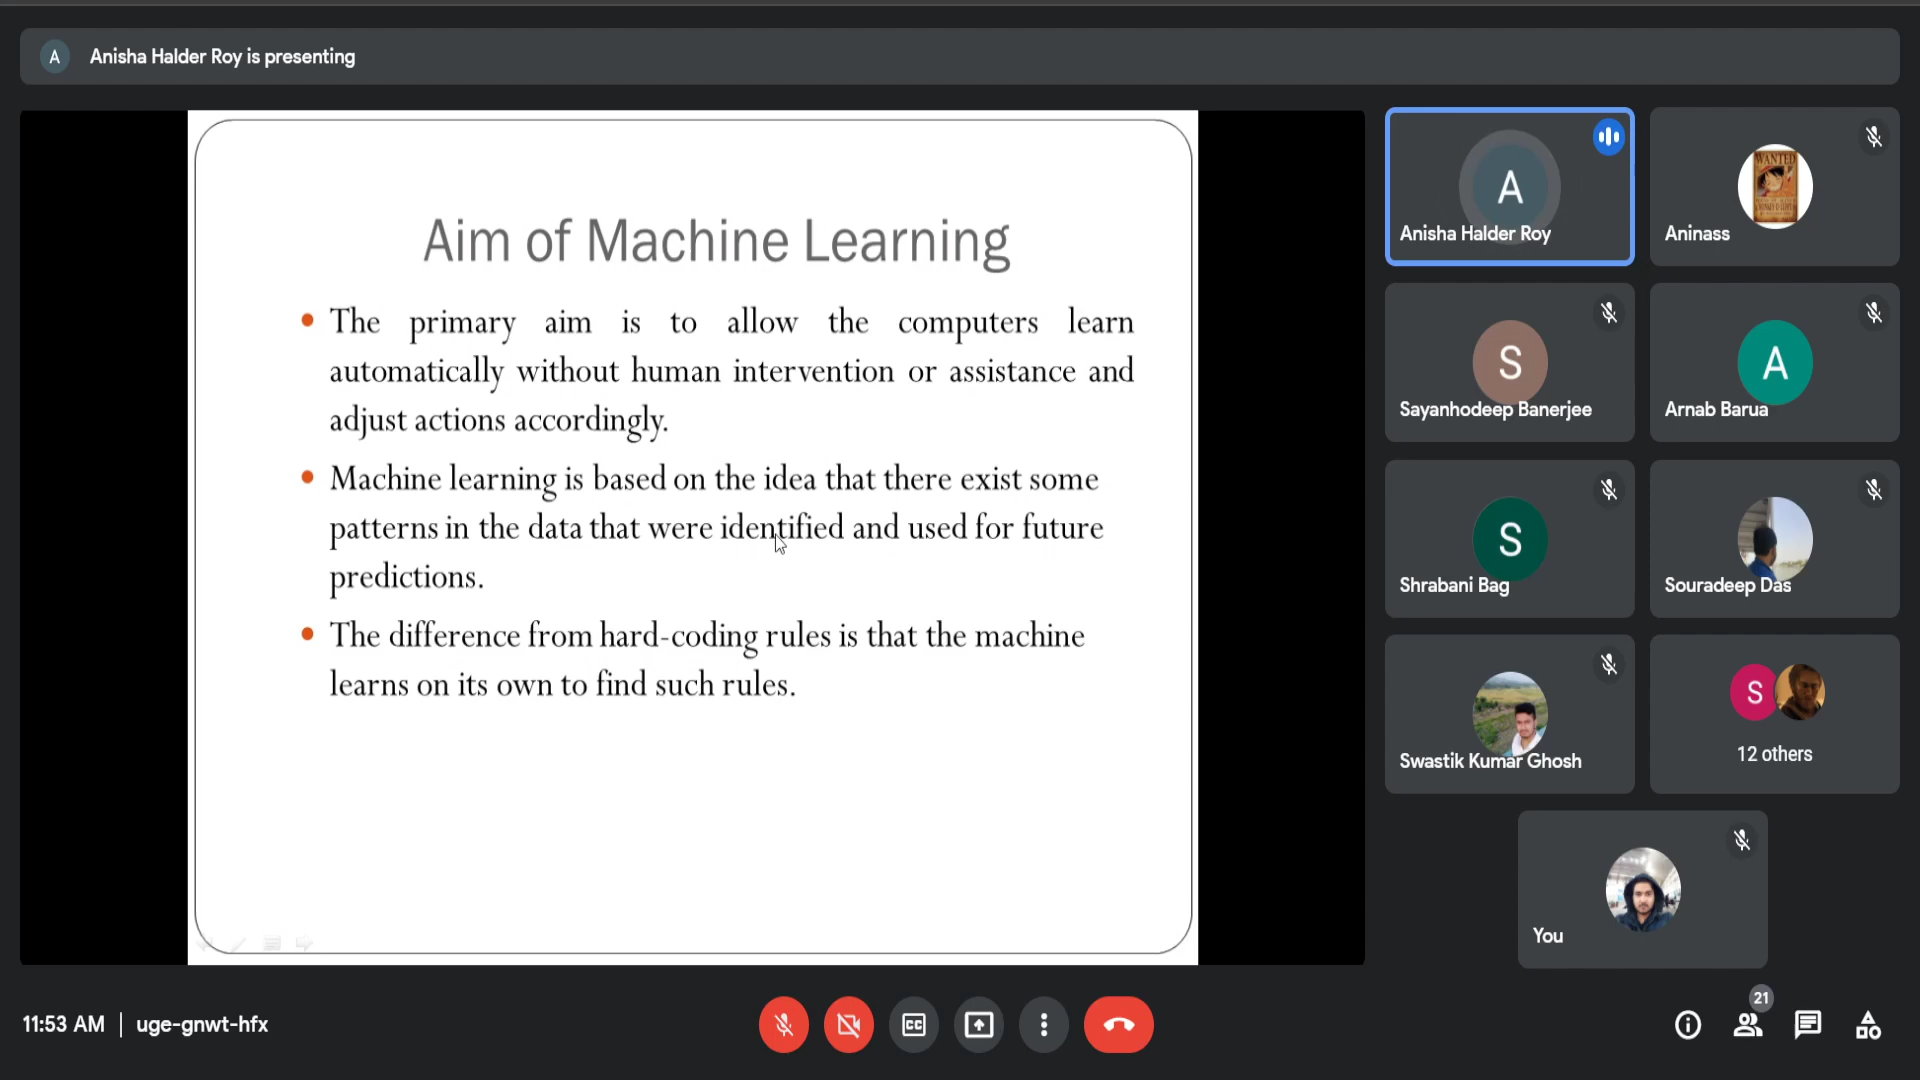 A Anisha Halder Roy is presenting
Aim of Machine Learning
• The primary aim is to allow the computers learn
automatically without human intervention or assistance and
adjust actions accordingly.
• Machine learning is based on the idea that there exist some
patterns in the data that were identified and used for future
predictions.
• The difference from hard-coding rules is that the machine
learns on its own to find such rules.
A
Anisha Halder Roy
WANTED
Aninass
S
Sayanhodeep Banerjee
A
Arnab Barua
S
Shrabani Bag
Souradeep Das
Swastik Kumar Ghosh
S
12 others
You
11:53 AM | uge-gnwt-hfx
CC
21